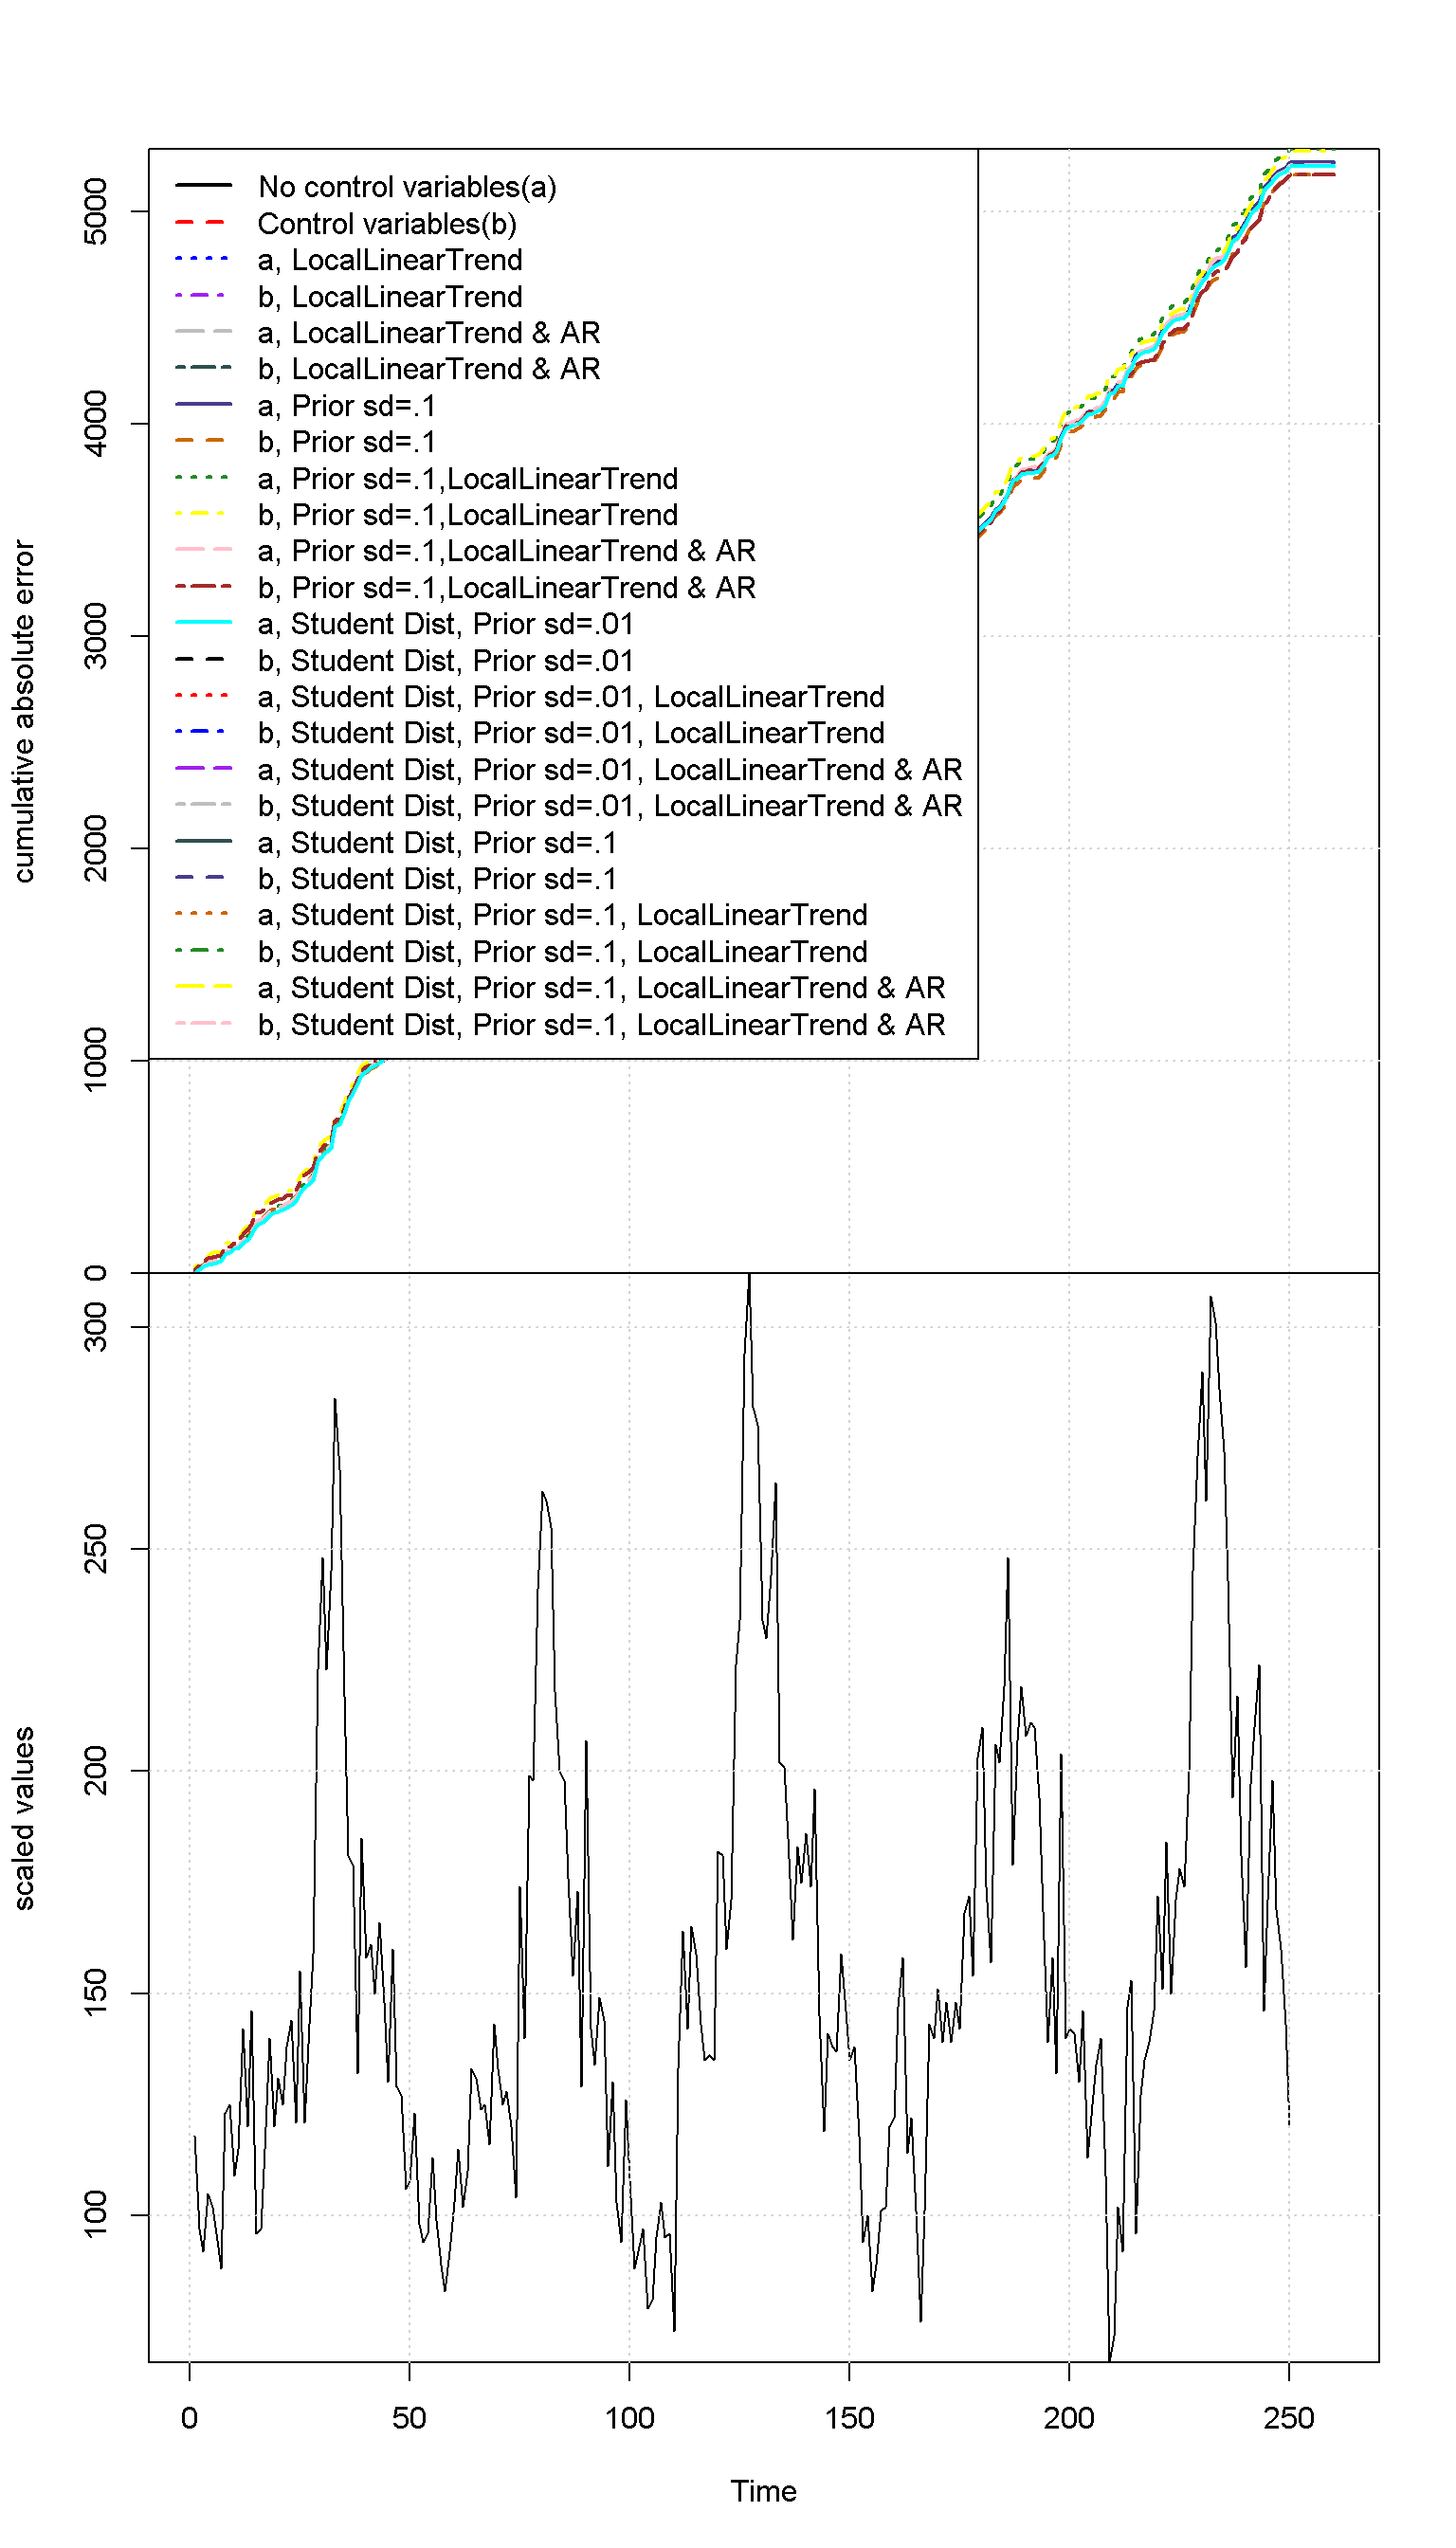 No control variables(a)
Control variables(b)
a, LocalLinearTrend
b, LocalLinearTrend
a, LocalLinearTrend & AR
b, LocalLinearTrend & AR
a, Prior sd=.1
b, Prior sd=.1
a, Prior sd=.1,LocalLinearTrend
b, Prior sd=.1,LocalLinearTrend
a, Prior sd=.1,LocalLinearTrend & AR
b, Prior sd=.1,LocalLinearTrend & AR
a, Student Dist, Prior sd=.01
b, Student Dist, Prior sd=.01
a, Student Dist, Prior sd=.01, LocalLinearTrend
b, Student Dist, Prior sd=.01, LocalLinearTrend
a, Student Dist, Prior sd=.01, LocalLinearTrend & AR
b, Student Dist, Prior sd=.01, LocalLinearTrend & AR
a, Student Dist, Prior sd=.1
b, Student Dist, Prior sd=.1
a, Student Dist, Prior sd=.1, LocalLinearTrend
b, Student Dist, Prior sd=.1, LocalLinearTrend
a, Student Dist, Prior sd=.1, LocalLinearTrend & AR
b, Student Dist, Prior sd=.1, LocalLinearTrend & AR
cumulative absolute error
5000
4000
3000
2000
1000
0
scaled values
300
250
200
150
100
0 50 100 150 200 250
Time